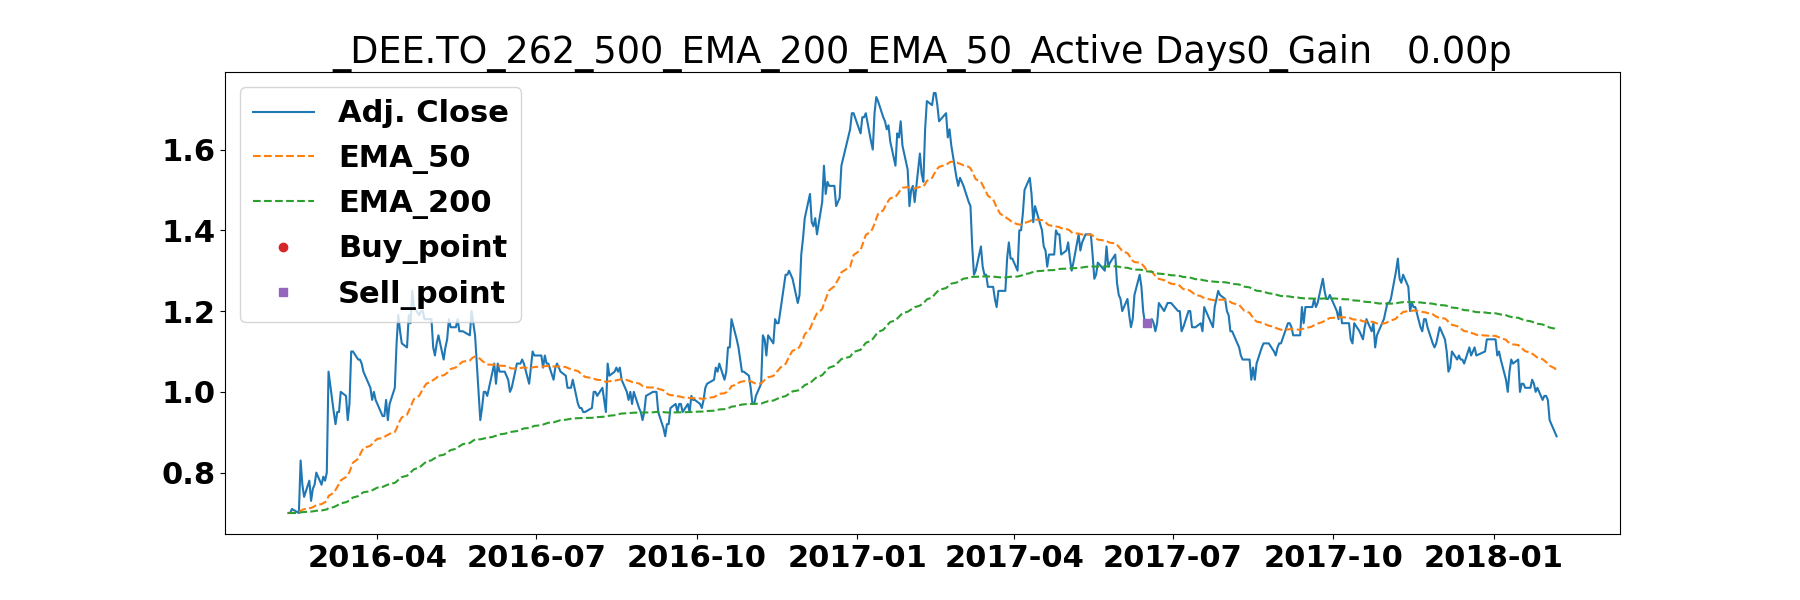 _DEE.TO_262_500_EMA_200_EMA_50_Active Days0_Gain   0.00p
Adj. Close
EMA_50
EMA_200
Buy_point
Sell_point
1.6
1.4
1.2
1.0
0.8
2016-04 2016-07 2016-10 2017-01 2017-04 2017-07 2017-10 2018-01